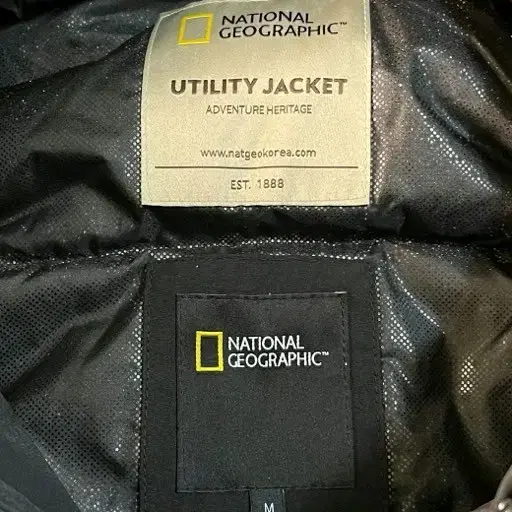 NATIONAL
GEOGRAPHIC™
UTILITY JACKET
ADVENTURE HERITAGE
www.natgeokorea.com
EST. 1888
NATIONAL
GEOGRAPHIC™
M